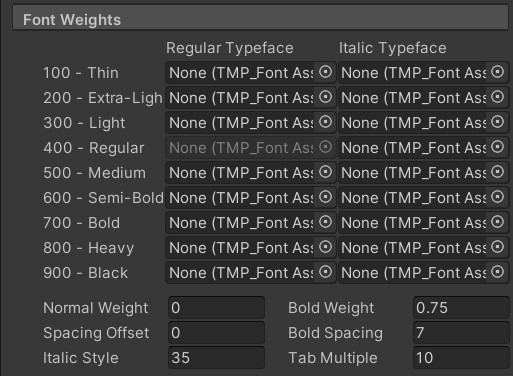 Font Weights
Regular Typeface Italic Typeface
100 - Thin None (TMP_Font Ass None (TMP_Font Ass
200 - Extra-Ligh None (TMP_Font Ass None (TMP_Font Ass
300 - Light None (TMP_Font Ass None (TMP_Font Ass
400 - Regular None (TMP_Font Ass None (TMP_Font Ass
500 - Medium None (TMP_Font Ass None (TMP_Font Ass
600 - Semi-Bold None (TMP_Font Ass None (TMP_Font Ass
700 - Bold None (TMP_Font Ass None (TMP_Font Ass
800 - Heavy None (TMP_Font Ass None (TMP_Font Ass
900 - Black None (TMP_Font Ass None (TMP_Font Ass
Normal Weight 0 Bold Weight 0.75
Spacing Offset 0 Bold Spacing 7
Italic Style 35 Tab Multiple 10